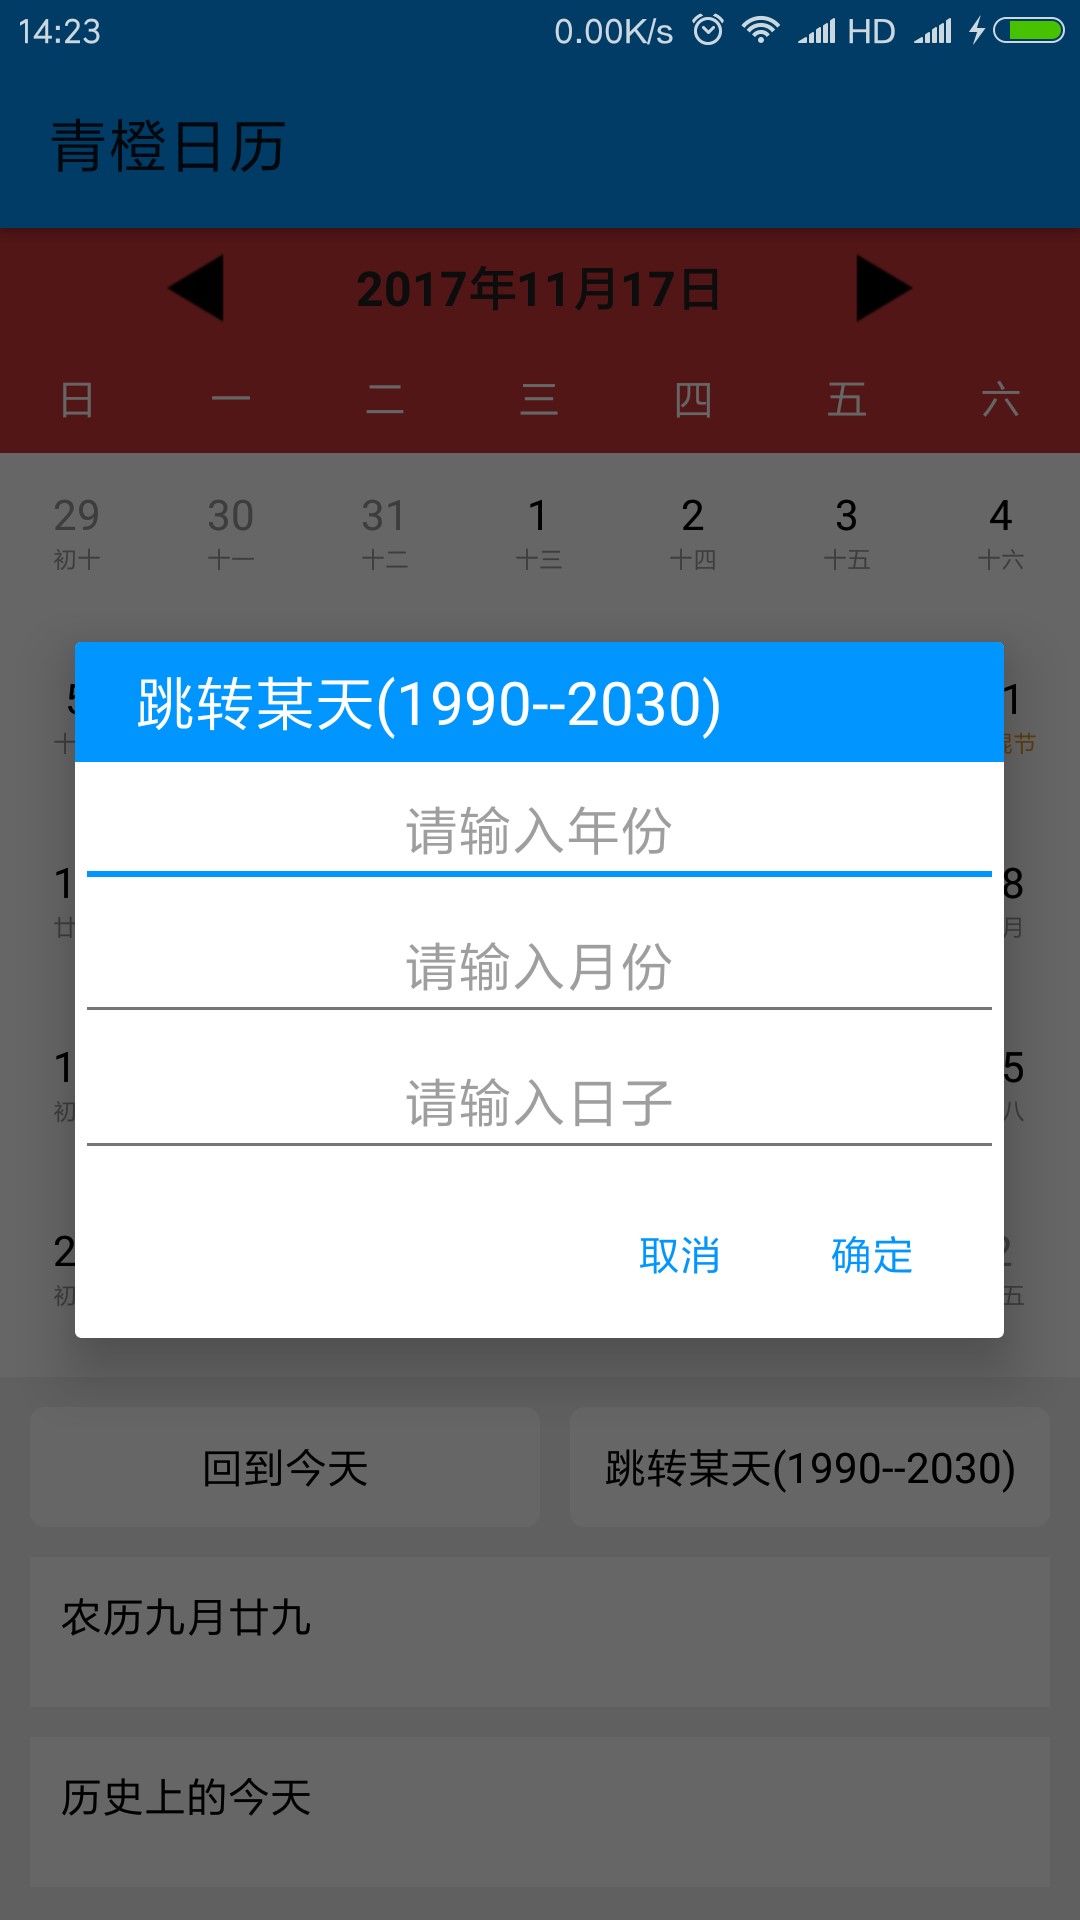 14:23 0.00K/s HD
青橙日历
2017年11月17日
日 一 二 三 四 五 六
29 30 31 1 2 3 4
初十 十一 十二 十三 十四 十五 十六
跳转某天(1990--2030)
请输入年份
请输入月份
请输入日子
取消 确定
回到今天 跳转某天(1990--2030)
农历九月廿九
历史上的今天